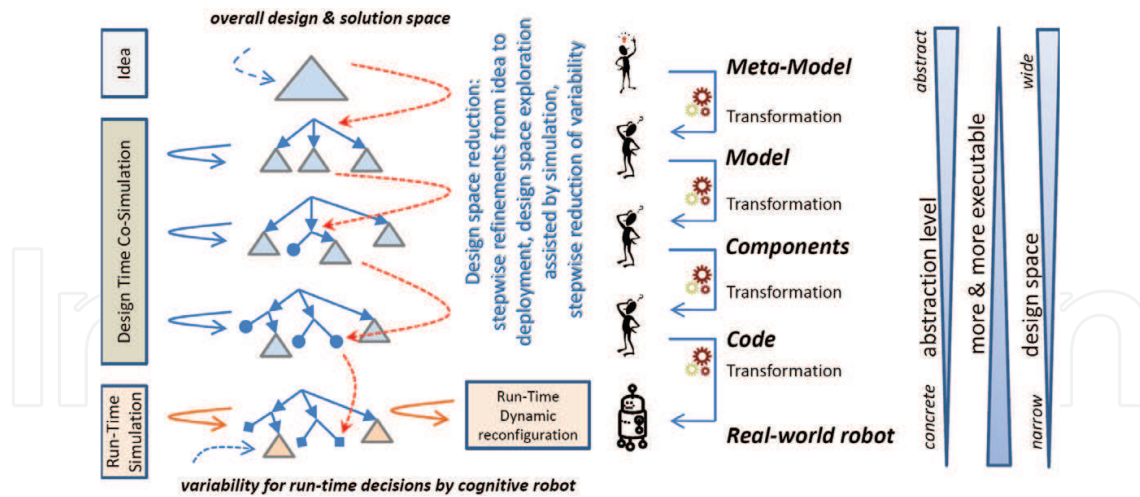 overall design & solution space
Idea
Design Time Co-Simulation
Run-Time
Simulation
Design space reduction:
stepwise refinements from idea to
deployment, design space exploration
assisted by simulation,
stepwise reduction of variability
Run-Time
Dynamic
reconfiguration
variability for run-time decisions by cognitive robot
Meta-Model
Transformation
Model
Transformation
Components
Transformation
Code
Transformation
Real-world robot
abstract
abstraction level
concrete
more & more executable
wide
design space
narrow